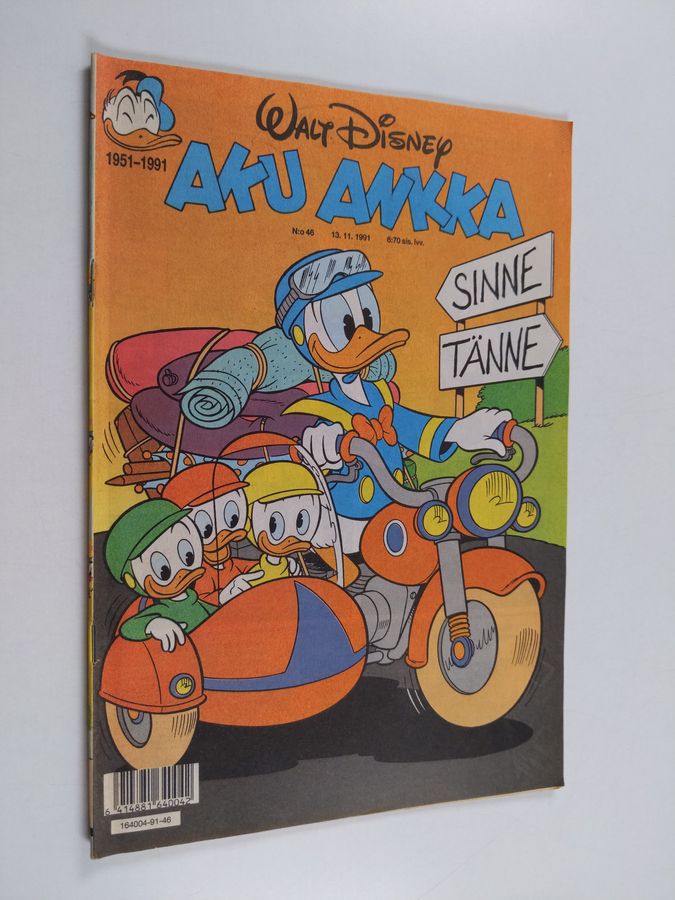 1951–1991
WALT DISNEY
AKU ANKKA
N:o 46 13. 11. 1991 6:70 sis. lvv.
SINNE
TÄNNE
6 414881 640042
164004-91-46